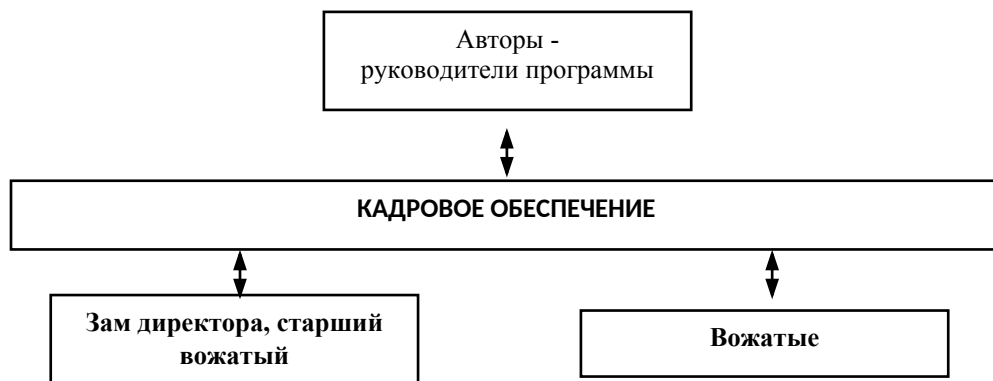 Авторы -
руководители программы
КАДРОВОЕ ОБЕСПЕЧЕНИЕ
Зам директора, старший
вожатый
Вожатые